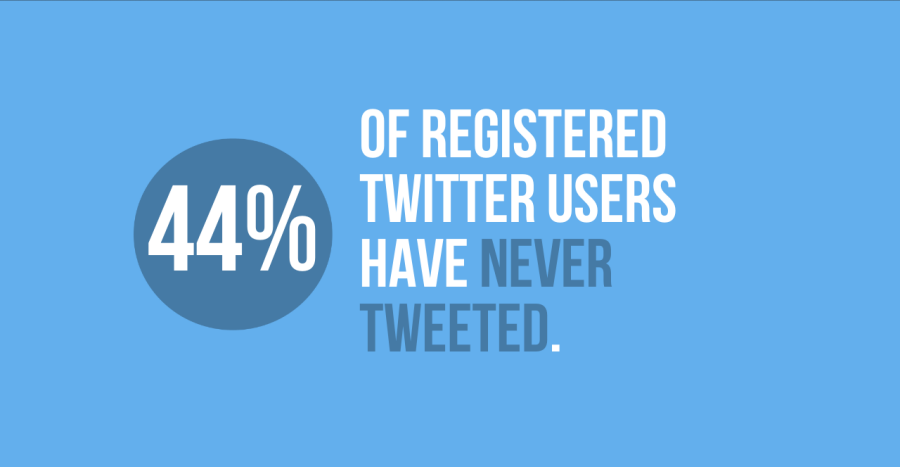 44%
OF REGISTERED
TWITTER USERS
HAVE NEVER
TWEETED.